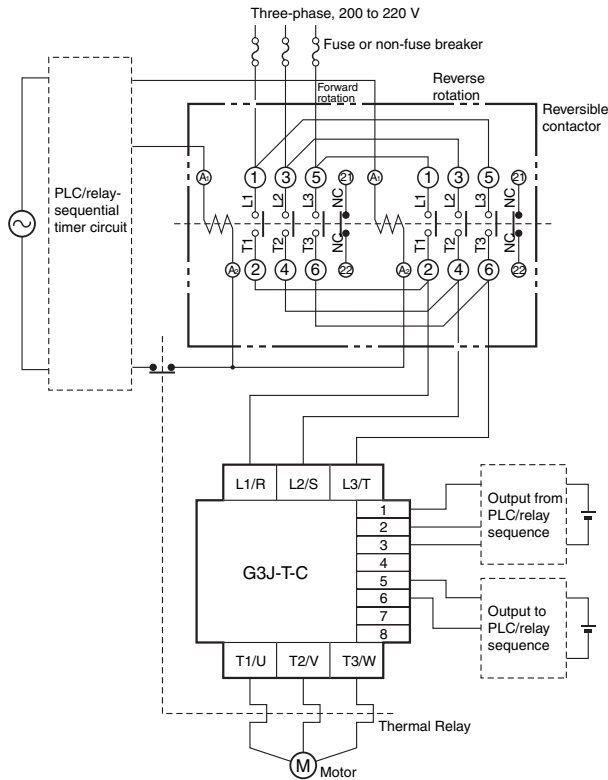 Three-phase, 200 to 220 V
Fuse or non-fuse breaker
Forward
rotation
Reverse
rotation
Reversible
contactor
PLC/relay-
sequential
timer circuit
A1 1 3 5 21 A1 1 3 5 21
L1 L2 L3 NC L1 L2 L3 NC
T1 T2 T3 NC T1 T2 T3 NC
A2 2 4 6 22 A2 2 4 6 22
L1/R L2/S L3/T
G3J-T-C
1
2
3
4
5
6
7
8
Output from
PLC/relay
sequence
Output to
PLC/relay
sequence
T1/U T2/V T3/W
Thermal Relay
M Motor